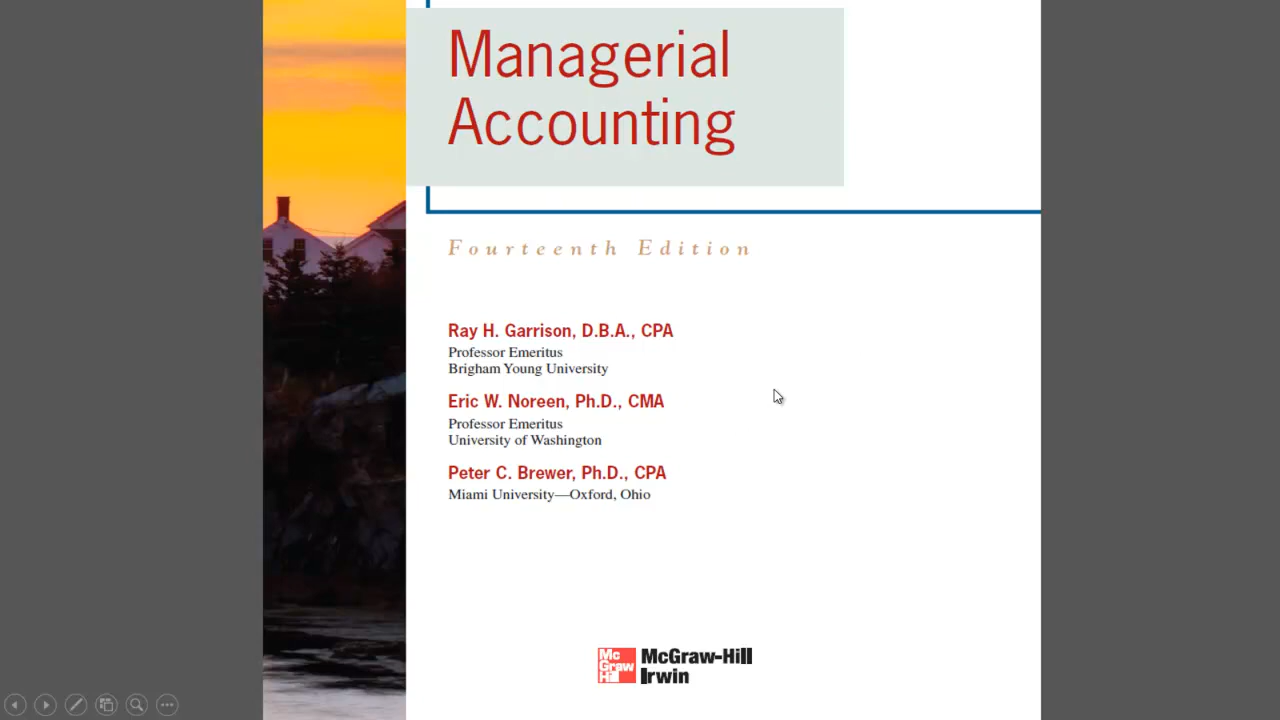 Managerial
Accounting
Fourteenth Edition
Ray H. Garrison, D.B.A., CPA
Professor Emeritus
Brigham Young University
Eric W. Noreen, Ph.D., CMA
Professor Emeritus
University of Washington
Peter C. Brewer, Ph.D., CPA
Miami University—Oxford, Ohio
Mc
Graw
Hill
McGraw-Hill
Irwin